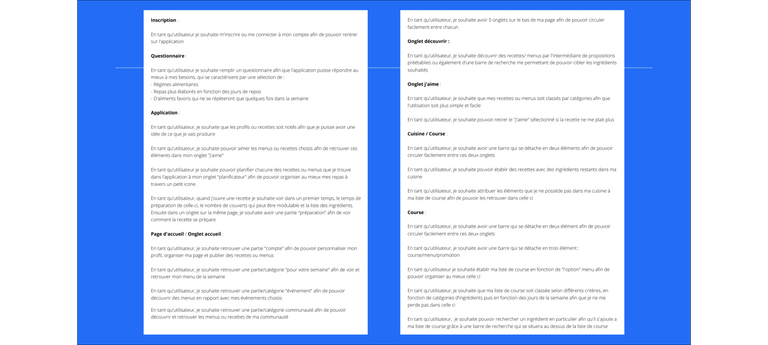 Inscription :
En tant qu'utilisateur, je souhaite m'inscrire ou me connecter à mon compte afin de pouvoir rentrer
sur l'application
Questionnaire :
En tant qu'utilisateur, je souhaite remplir un questionnaire afin que l'application puisse répondre au
mieux à mes besoins, qui se caractérisent par une sélection de :
- Régimes alimentaires
- Repas plus élaborés en fonction des jours de repos
- D'aliments favoris qui ne se répèteront que quelques fois dans la semaine
Application :
En tant qu'utilisateur, je souhaite que les profils ou recettes soit notés afin que je puisse avoir une
idée de ce que je vais produire
En tant qu'utilisateur, je souhaite pouvoir aimer les menus ou recettes choisis afin de retrouver ces
éléments dans mon onglet "j'aime"
En tant qu'utilisateur, je souhaite pouvoir planifier chacune des recettes ou menus que je trouve
dans l'application à mon onglet "planificateur" afin de pouvoir organiser au mieux mes repas à
travers un petit icone
En tant qu'utilisateur, quand j'ouvre une recette je souhaite voir dans un premier temps, le temps de
préparation de celle ci, le nombre de couverts qui peut être modulable et la liste des ingrédients.
Ensuite dans un onglet sur la même page, je souhaite avoir une partie "préparation" afin de voir
comment la recette se prépare
Page d'accueil / Onglet accueil :
En tant qu'utilisateur, je souhaite retrouver une partie "compte" afin de pouvoir personnaliser mon
profil, organiser ma page et publier des recettes ou menus.
En tant qu'utilisateur, je souhaite retrouver une partie/catégorie "pour votre semaine" afin de voir et
retrouver mon menu de la semaine
En tant qu'utilisateur, je souhaite retrouver une partie/catégorie "événement" afin de pouvoir
découvrir des menus en rapport avec mes événements choisis
En tant qu'utilisateur, je souhaite retrouver une partie/catégorie communauté afin de pouvoir
découvrir et retrouver les menus ou recettes de ma communauté
En tant qu'utilisateur, je souhaite avoir 5 onglets sur le bas de ma page afin de pouvoir circuler
facilement entre chacun
Onglet découvrir :
En tant qu'utilisateur, je souhaite découvrir des recettes/ menus par l'intermédiaire de propositions
préétablies ou également d'une barre de recherche me permettant de pouvoir cibler les ingrédients
souhaités
Onglet j'aime :
En tant qu'utilisateur, je souhaite que mes recettes ou menus soit classés par catégories afin que
l'utilisation soit plus simple et facile
En tant qu'utilisateur, je souhaite pouvoir retirer le "j'aime" sélectionné si la recette ne me plait plus
Cuisine / Course :
En tant qu'utilisateur, je souhaite avoir une barre qui se détache en deux éléments afin de pouvoir
circuler facilement entre ces deux onglets
En tant qu'utilisateur, je souhaite pouvoir établir des recettes avec des ingrédients restants dans ma
cuisine
En tant qu'utilisateur, je souhaite attribuer les éléments que je ne possède pas dans ma cuisine à
ma liste de course afin de pouvoir les retrouver dans celle ci
Course :
En tant qu'utilisateur, je souhaite avoir une barre qui se détache en deux élément afin de pouvoir
circuler facilement entre ces deux onglets
En tant qu'utilisateur, je souhaite avoir une barre qui se détache en trois élément :
course/menu/promotion
En tant qu'utilisateur je souhaite établir ma liste de course en fonction de "l'option" menu afin de
pouvoir organiser au mieux celle ci
En tant qu'utilisateur, je souhaite que ma liste de course soit classée selon différents critères, en
fonction de catégories d'ingrédients puis en fonction des jours de la semaine afin que je ne me
perde pas dans celle ci
En tant qu'utilisateur, je souhaite pouvoir rechercher un ingrédient en particulier afin qu'il s'ajoute a
ma liste de course grâce à une barre de recherche qui se situera au dessus de la liste de course